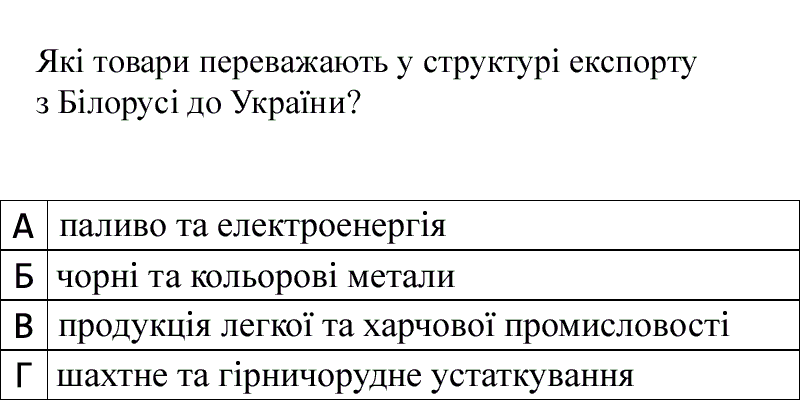 Які товари переважають у структурі експорту
з Білорусі до України?
А паливо та електроенергія
Б чорні та кольорові метали
В продукція легкої та харчової промисловості
Г шахтне та гірничорудне устаткування